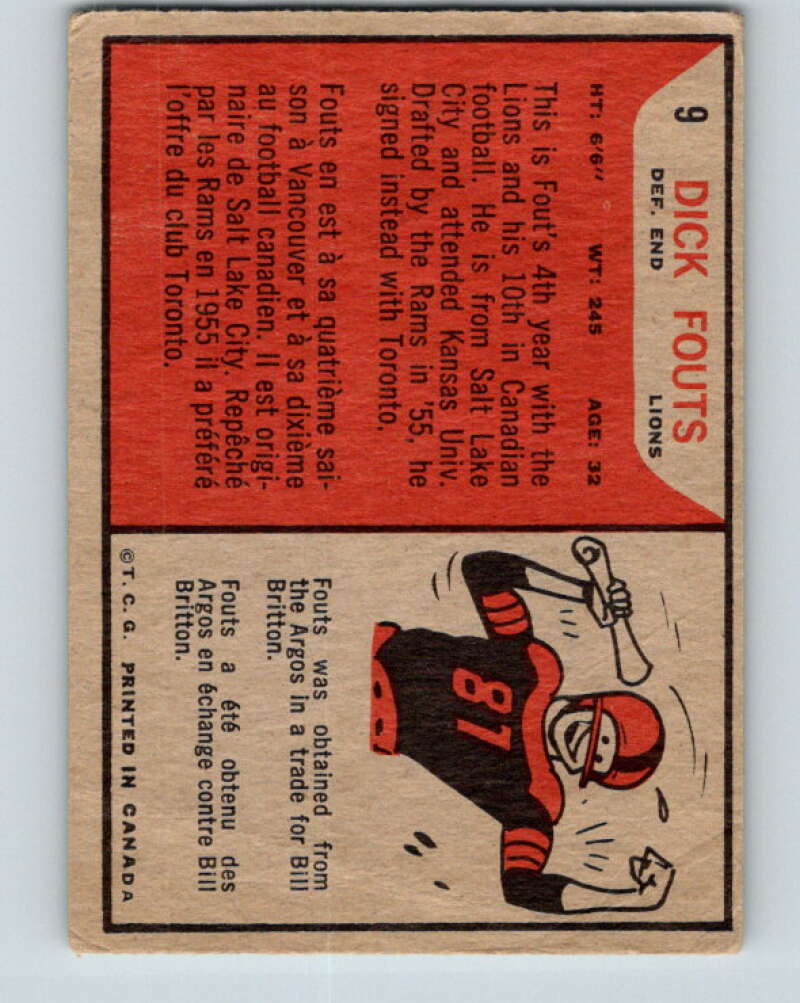 9 DICK FOUTS
DEF. END LIONS
HT: 6'6" WT: 245 AGE: 32
This is Fout's 4th year with the
Lions and his 10th in Canadian
football. He is from Salt Lake
City and attended Kansas Univ.
Drafted by the Rams in '55, he
signed instead with Toronto.
Fouts en est à sa quatrième sai-
son à Vancouver et à sa dixième
au football canadien. Il est origi-
naire de Salt Lake City. Repêché
par les Rams en 1955 il a préféré
l'offre du club Toronto.
81
Fouts was obtained from
the Argos in a trade for Bill
Britton.
Fouts a été obtenu des
Argos en échange contre Bill
Britton.
©T. C. G. PRINTED IN CANADA